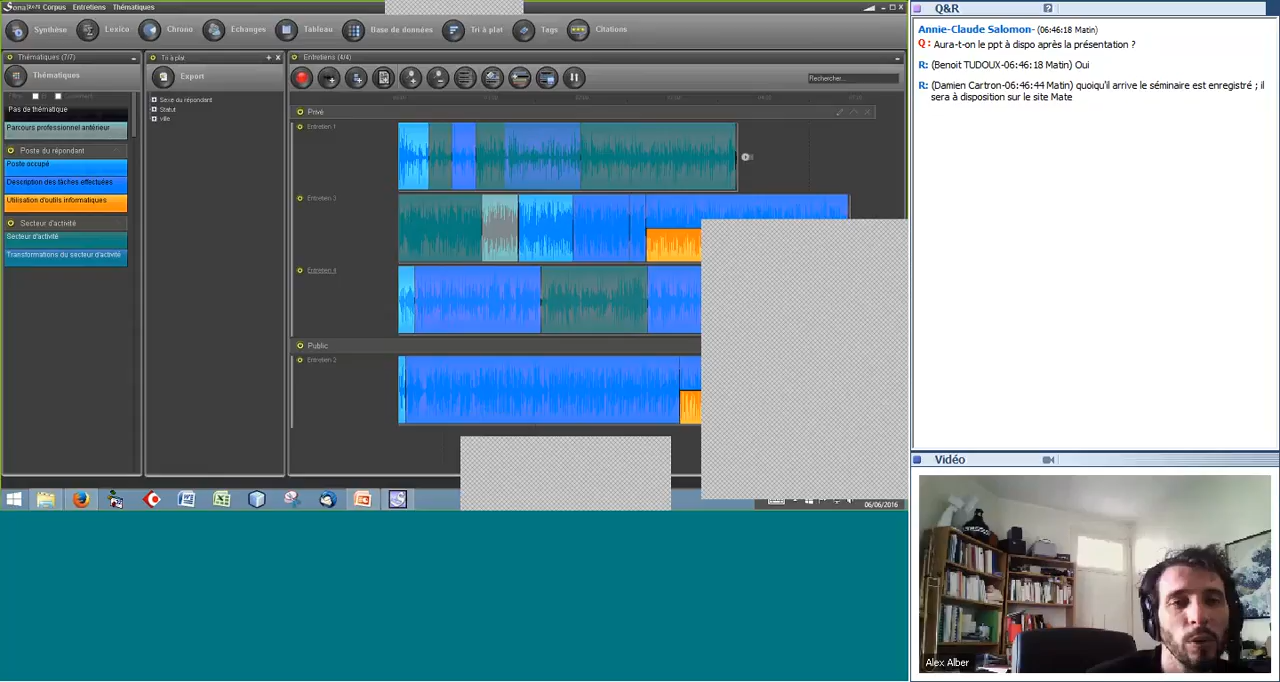 Sonal Corpus Entretiens Thématiques
Synthèse Lexico Chrono Echanges Tableau Base de données Tri à plat Tags Citations
Thématiques (7/7)
Thématiques
Pas de thématique
Parcours professionnel antérieur
Poste du répondant
Poste occupé
Description des tâches effectuées
Utilisation d'outils informatiques
Secteur d'activité
Secteur d'activité
Transformations du secteur d'activité
Tri à plat
Export
Sexe du répondant
Statut
ville
Entretiens (4/4)
Rechercher...
Privé
Entretien 1
Entretien 3
Entretien 4
Public
Entretien 2
06/06/2016
Q&R
Annie-Claude Salomon- (06:46:18 Matin)
Q : Aura-t-on le ppt à dispo après la présentation ?
R: (Benoit TUDOUX-06:46:18 Matin) Oui
R: (Damien Cartron-06:46:44 Matin) quoiqu'il arrive le séminaire est enregistré ; il
sera à disposition sur le site Mate
Vidéo
Alex Alber